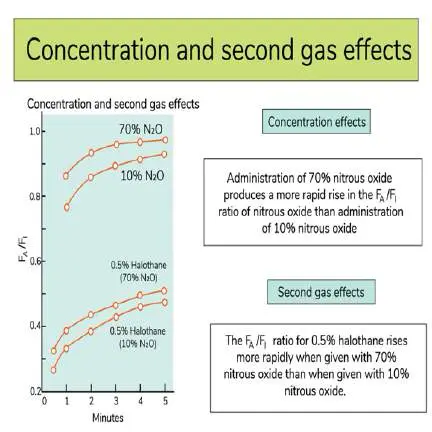 Concentration and second gas effects
Concentration and second gas effects
1.0
0.8
0.6
0.4
0.2
FA/FI
70% N₂O
10% N₂O
0.5% Halothane
(70% N₂O)
0.5% Halothane
(10% N₂O)
0 1 2 3 4 5
Minutes
Concentration effects
Administration of 70% nitrous oxide
produces a more rapid rise in the FA/FI
ratio of nitrous oxide than administration
of 10% nitrous oxide
Second gas effects
The FA/FI ratio for 0.5% halothane rises
more rapidly when given with 70%
nitrous oxide than when given with 10%
nitrous oxide.